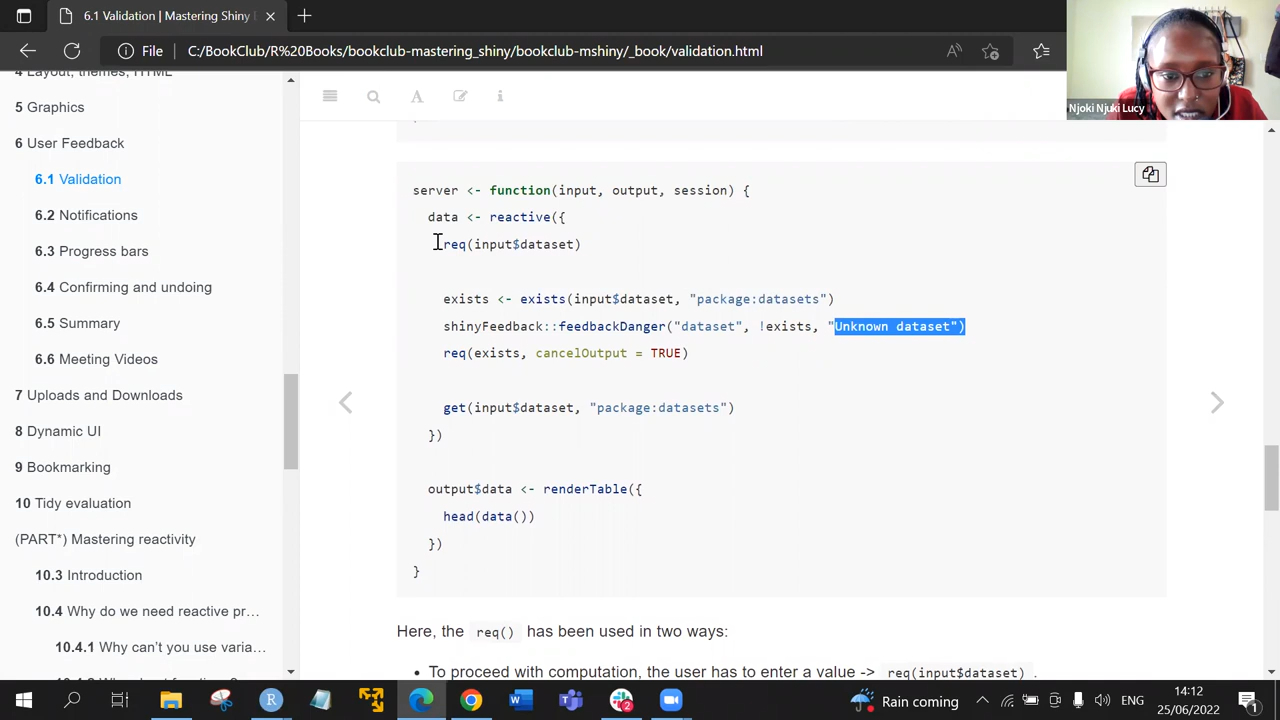 6.1 Validation | Mastering Shiny
File
C:/BookClub/R%20Books/bookclub-mastering_shiny/bookclub-mshiny/_book/validation.html
Njoki Njuki Lucy
4 Layout, themes, HTML
5 Graphics
6 User Feedback
6.1 Validation
6.2 Notifications
6.3 Progress bars
6.4 Confirming and undoing
6.5 Summary
6.6 Meeting Videos
7 Uploads and Downloads
8 Dynamic UI
9 Bookmarking
10 Tidy evaluation
(PART*) Mastering reactivity
10.3 Introduction
10.4 Why do we need reactive pr…
10.4.1 Why can't you use varia…
server <- function(input, output, session) {
data <- reactive({
req(input$dataset)
exists <- exists(input$dataset, "package:datasets")
shinyFeedback::feedbackDanger("dataset", !exists, "Unknown dataset")
req(exists, cancelOutput = TRUE)
get(input$dataset, "package:datasets")
})
output$data <- renderTable({
head(data())
})
}
Here, the req() has been used in two ways:
• To proceed with computation, the user has to enter a value -> req(input$dataset) .
Rain coming
ENG
14:12
25/06/2022